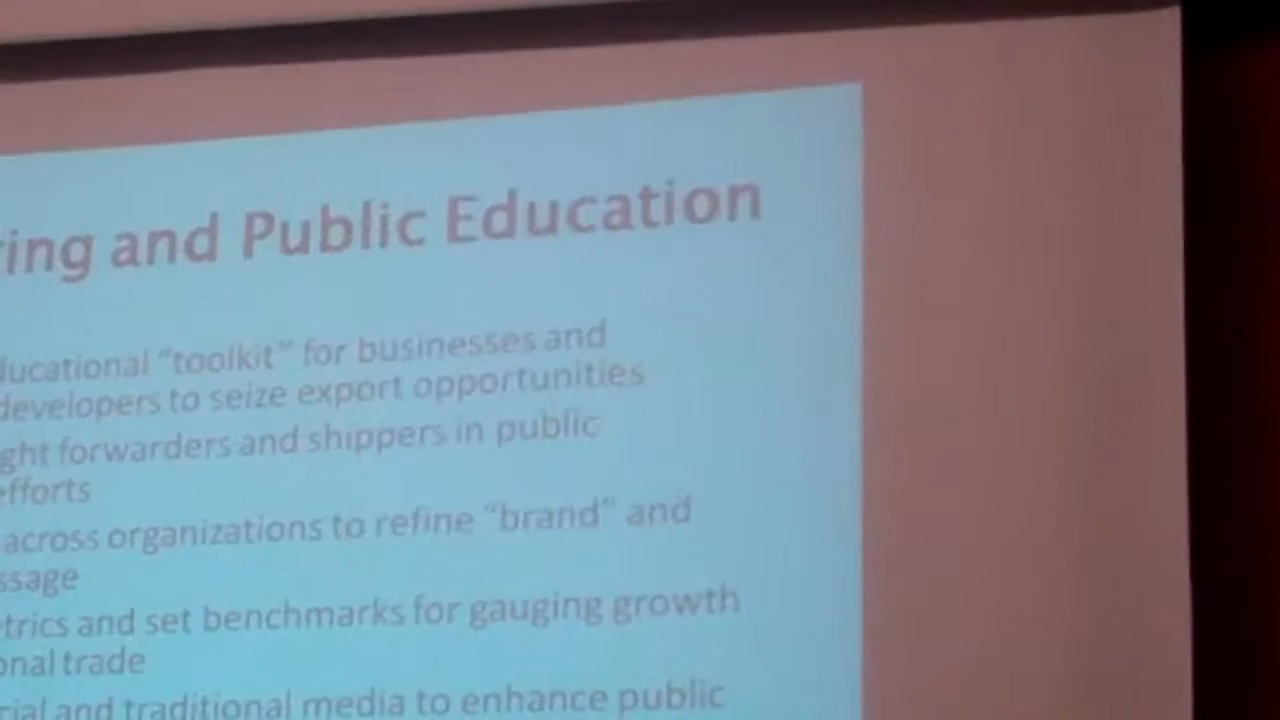 ing and Public Education
ducational “toolkit” for businesses and
developers to seize export opportunities
ght forwarders and shippers in public
efforts
across organizations to refine “brand” and
ssage
trics and set benchmarks for gauging growth
onal trade
cial and traditional media to enhance public